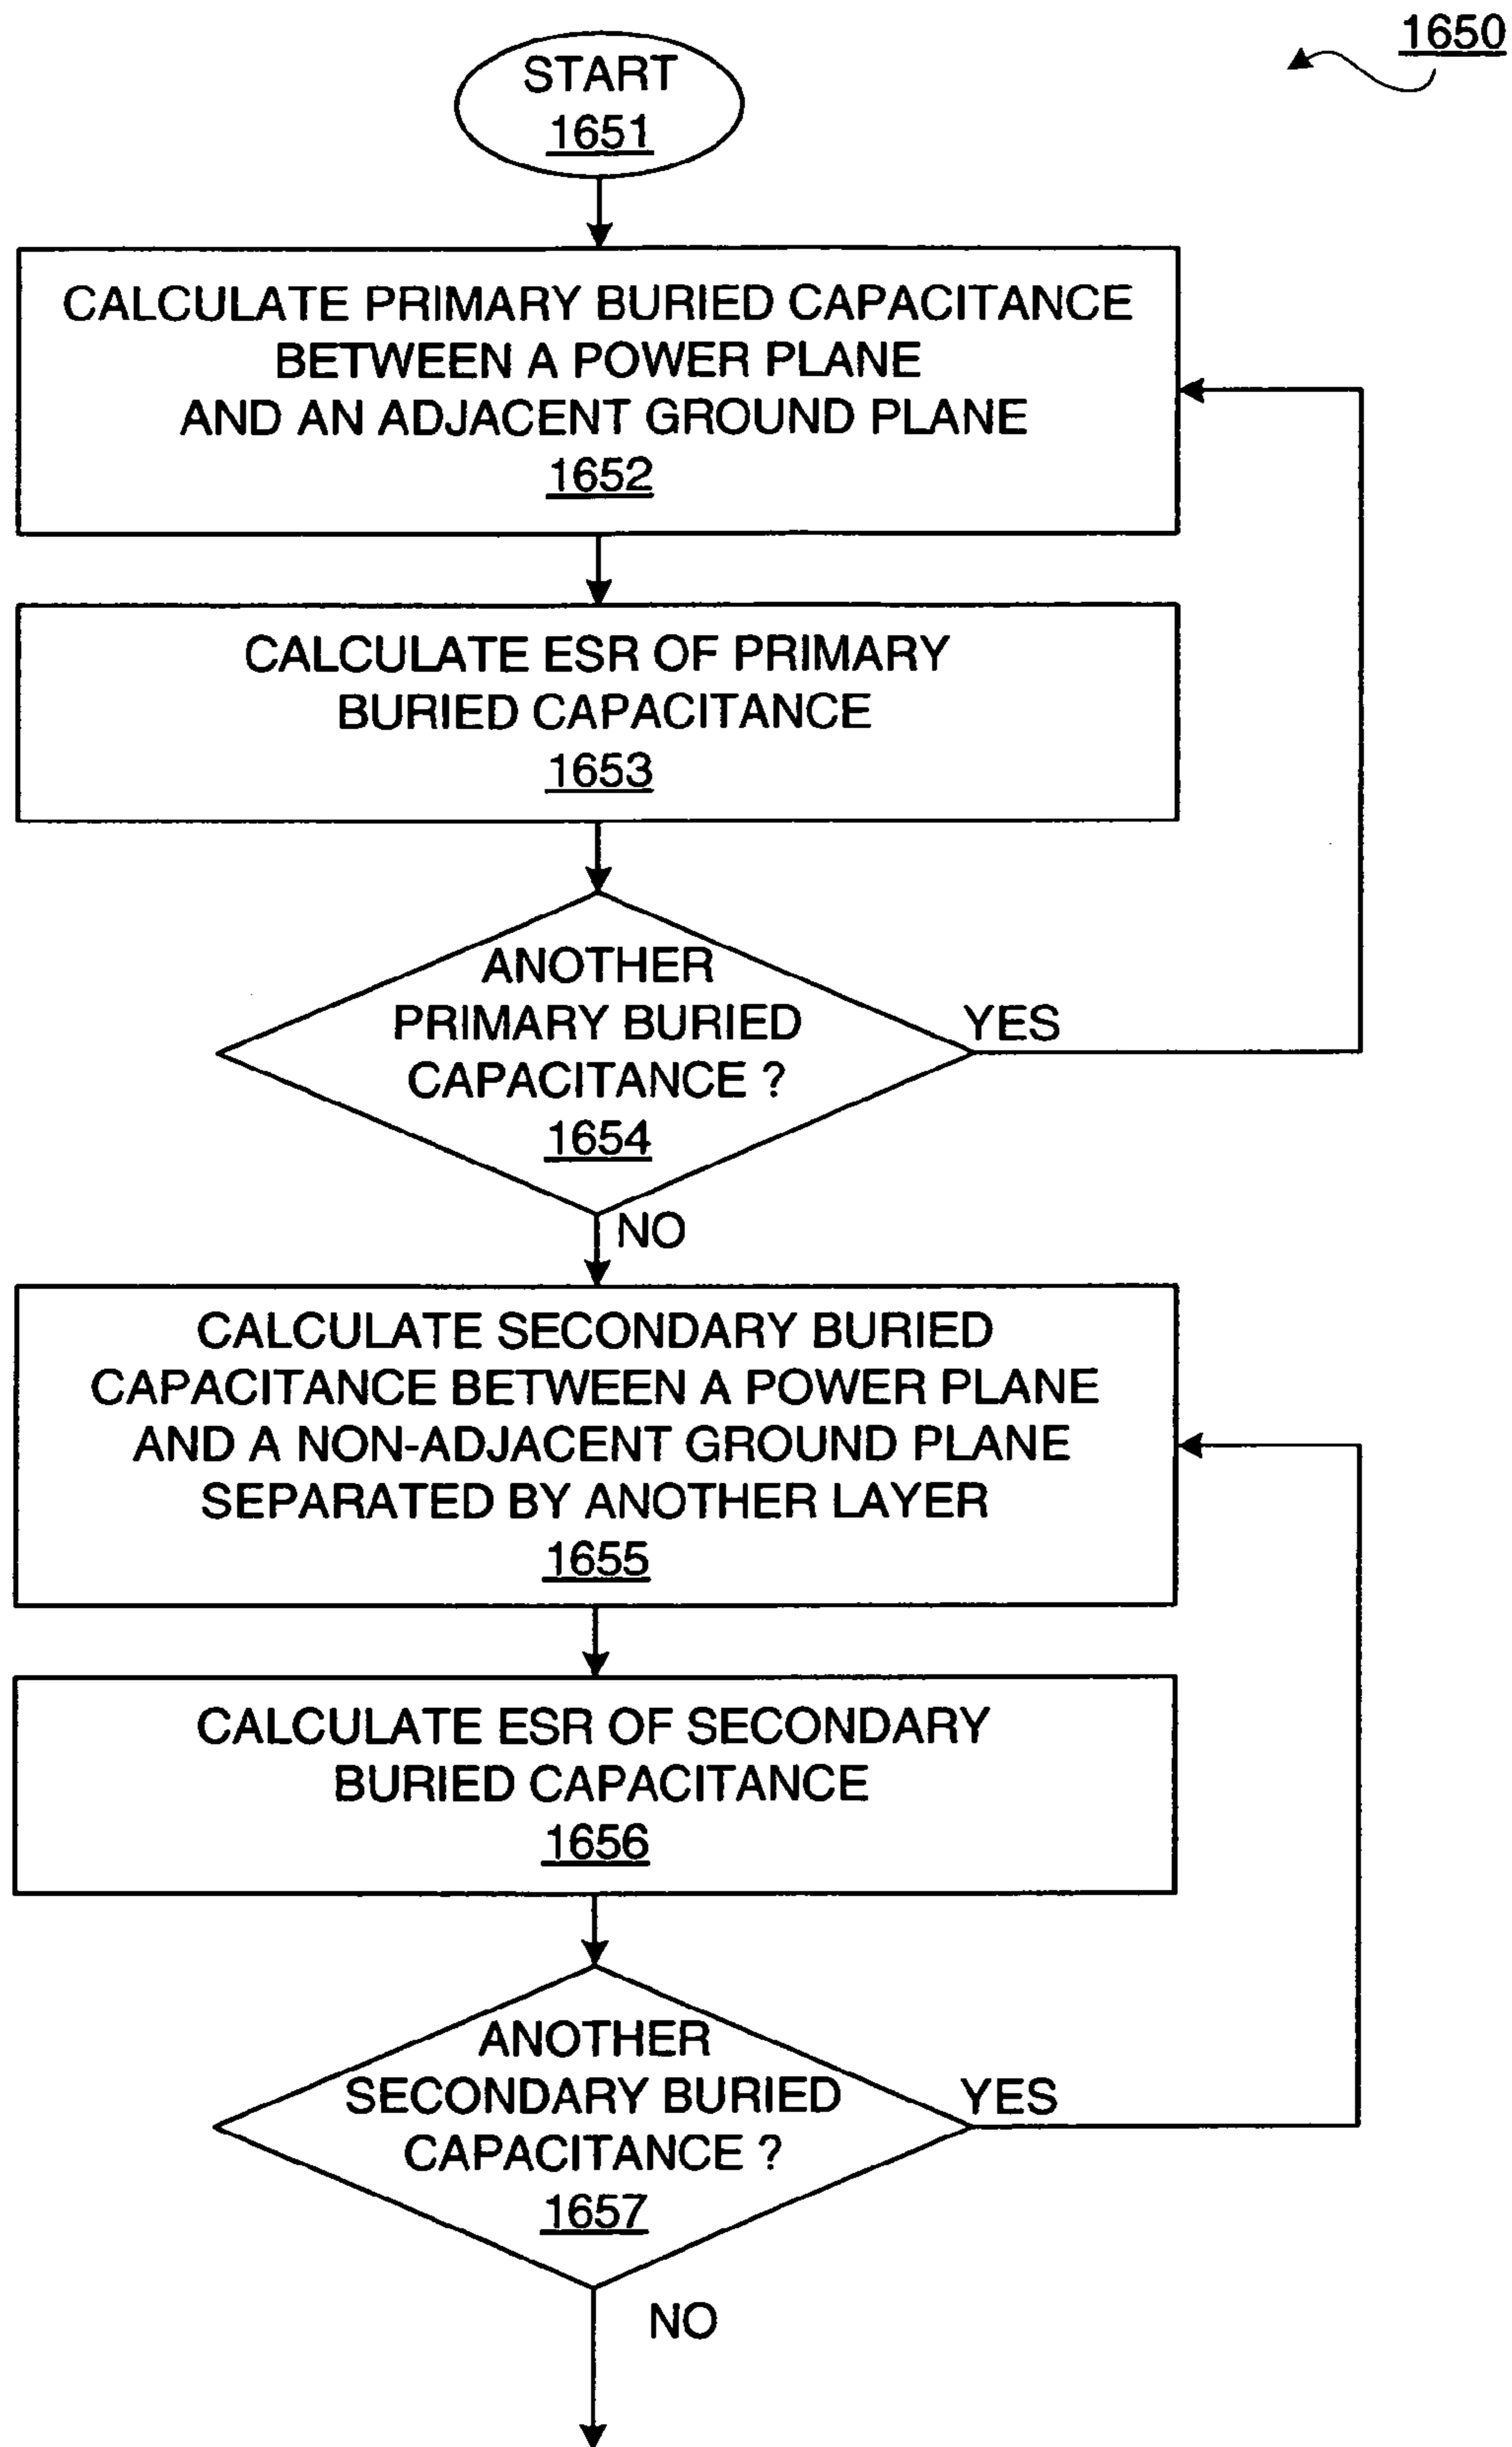 1650
START
1651
CALCULATE PRIMARY BURIED CAPACITANCE
BETWEEN A POWER PLANE
AND AN ADJACENT GROUND PLANE
1652
CALCULATE ESR OF PRIMARY
BURIED CAPACITANCE
1653
ANOTHER
PRIMARY BURIED
CAPACITANCE ?
1654
YES
NO
CALCULATE SECONDARY BURIED
CAPACITANCE BETWEEN A POWER PLANE
AND A NON-ADJACENT GROUND PLANE
SEPARATED BY ANOTHER LAYER
1655
CALCULATE ESR OF SECONDARY
BURIED CAPACITANCE
1656
ANOTHER
SECONDARY BURIED
CAPACITANCE ?
1657
YES
NO